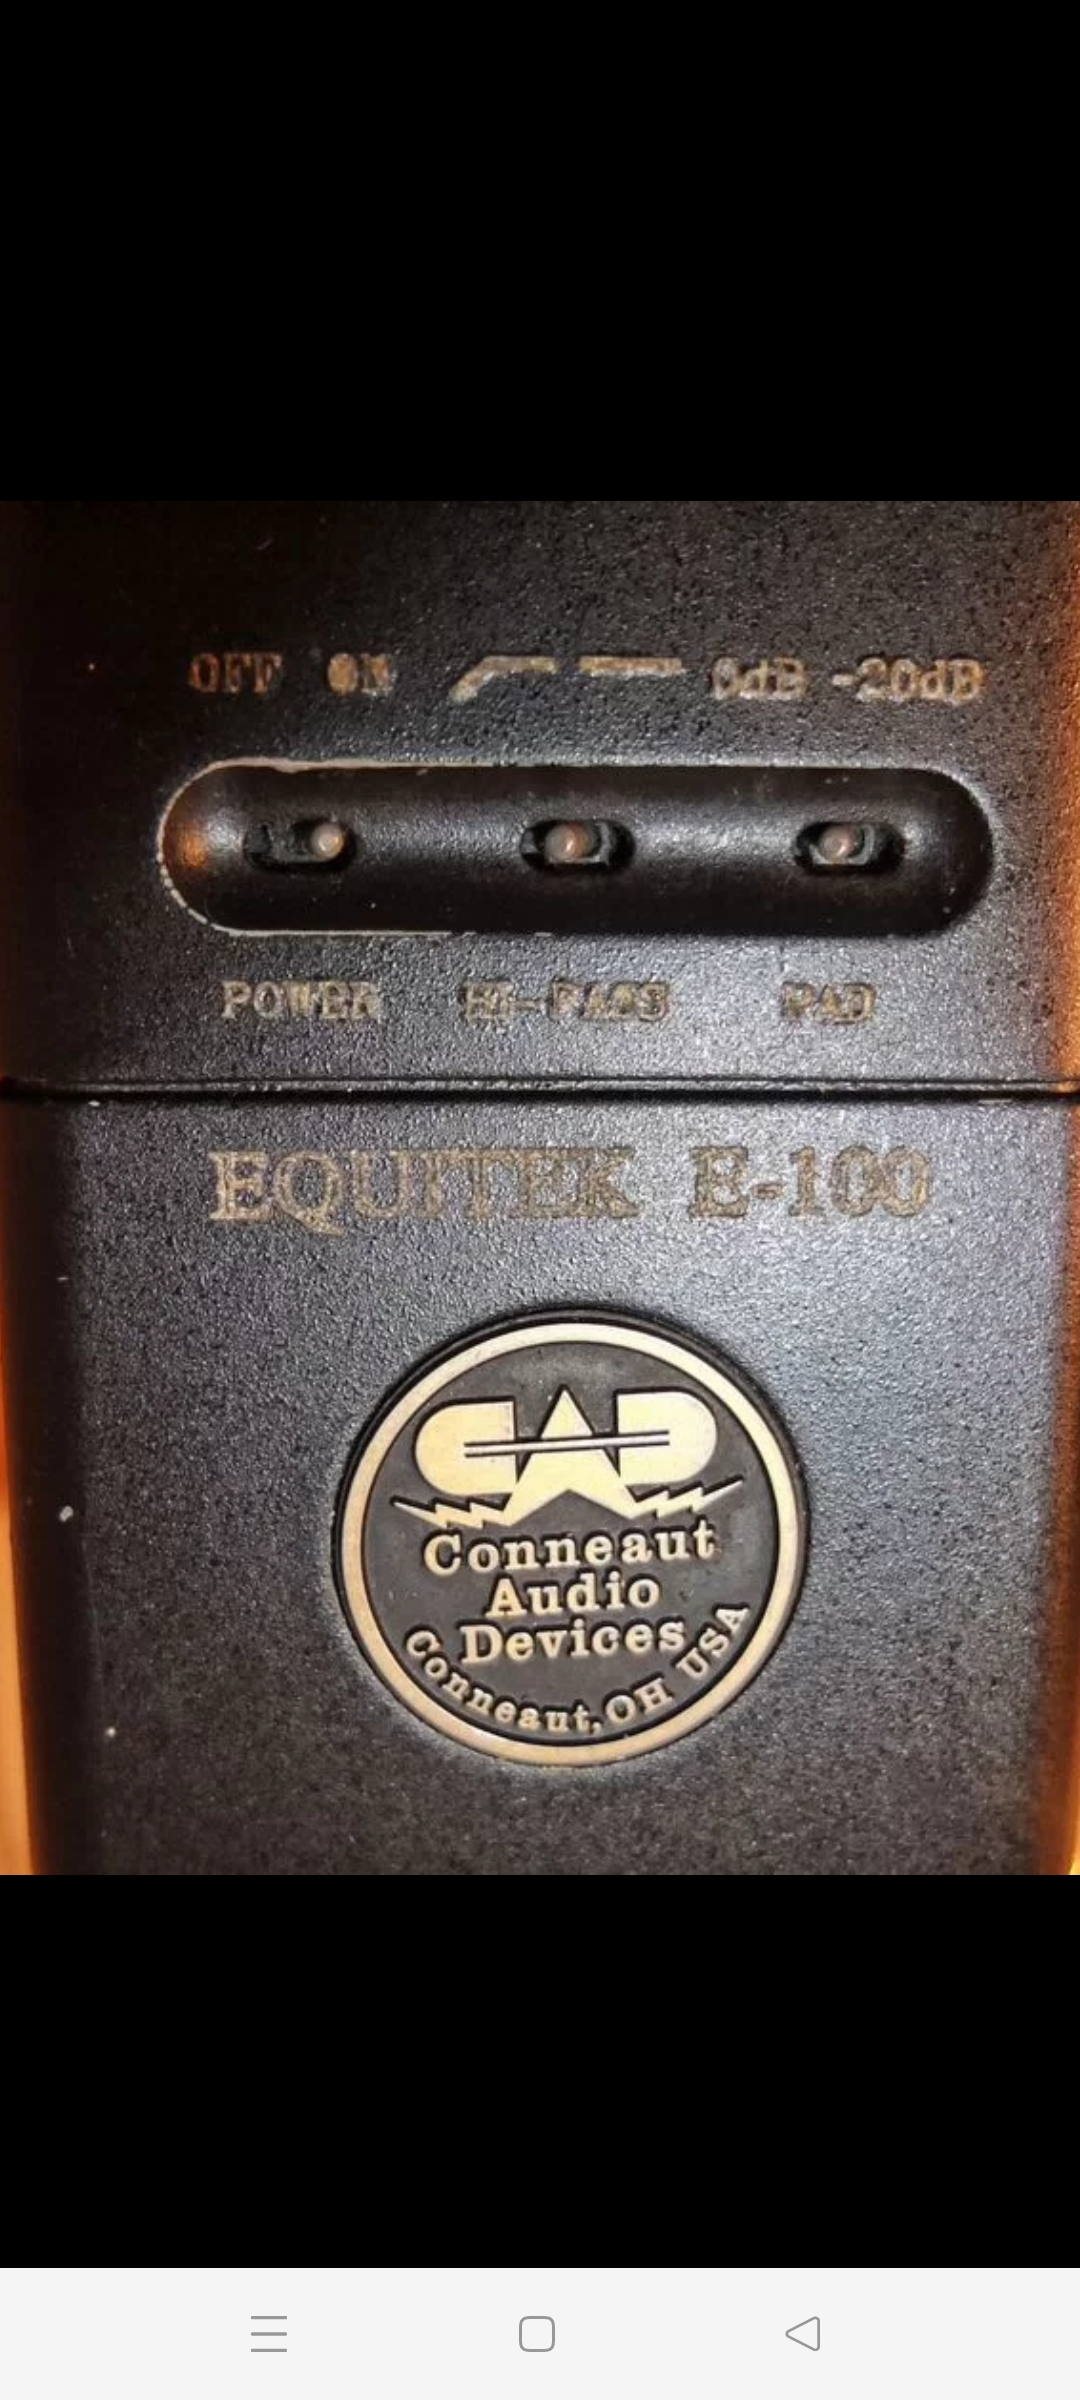 OFF ON 0dB -20dB
POWER HI-PASS PAD
EQUITEK E-100
CAD
Conneaut
Audio
Devices
Conneaut, OH USA